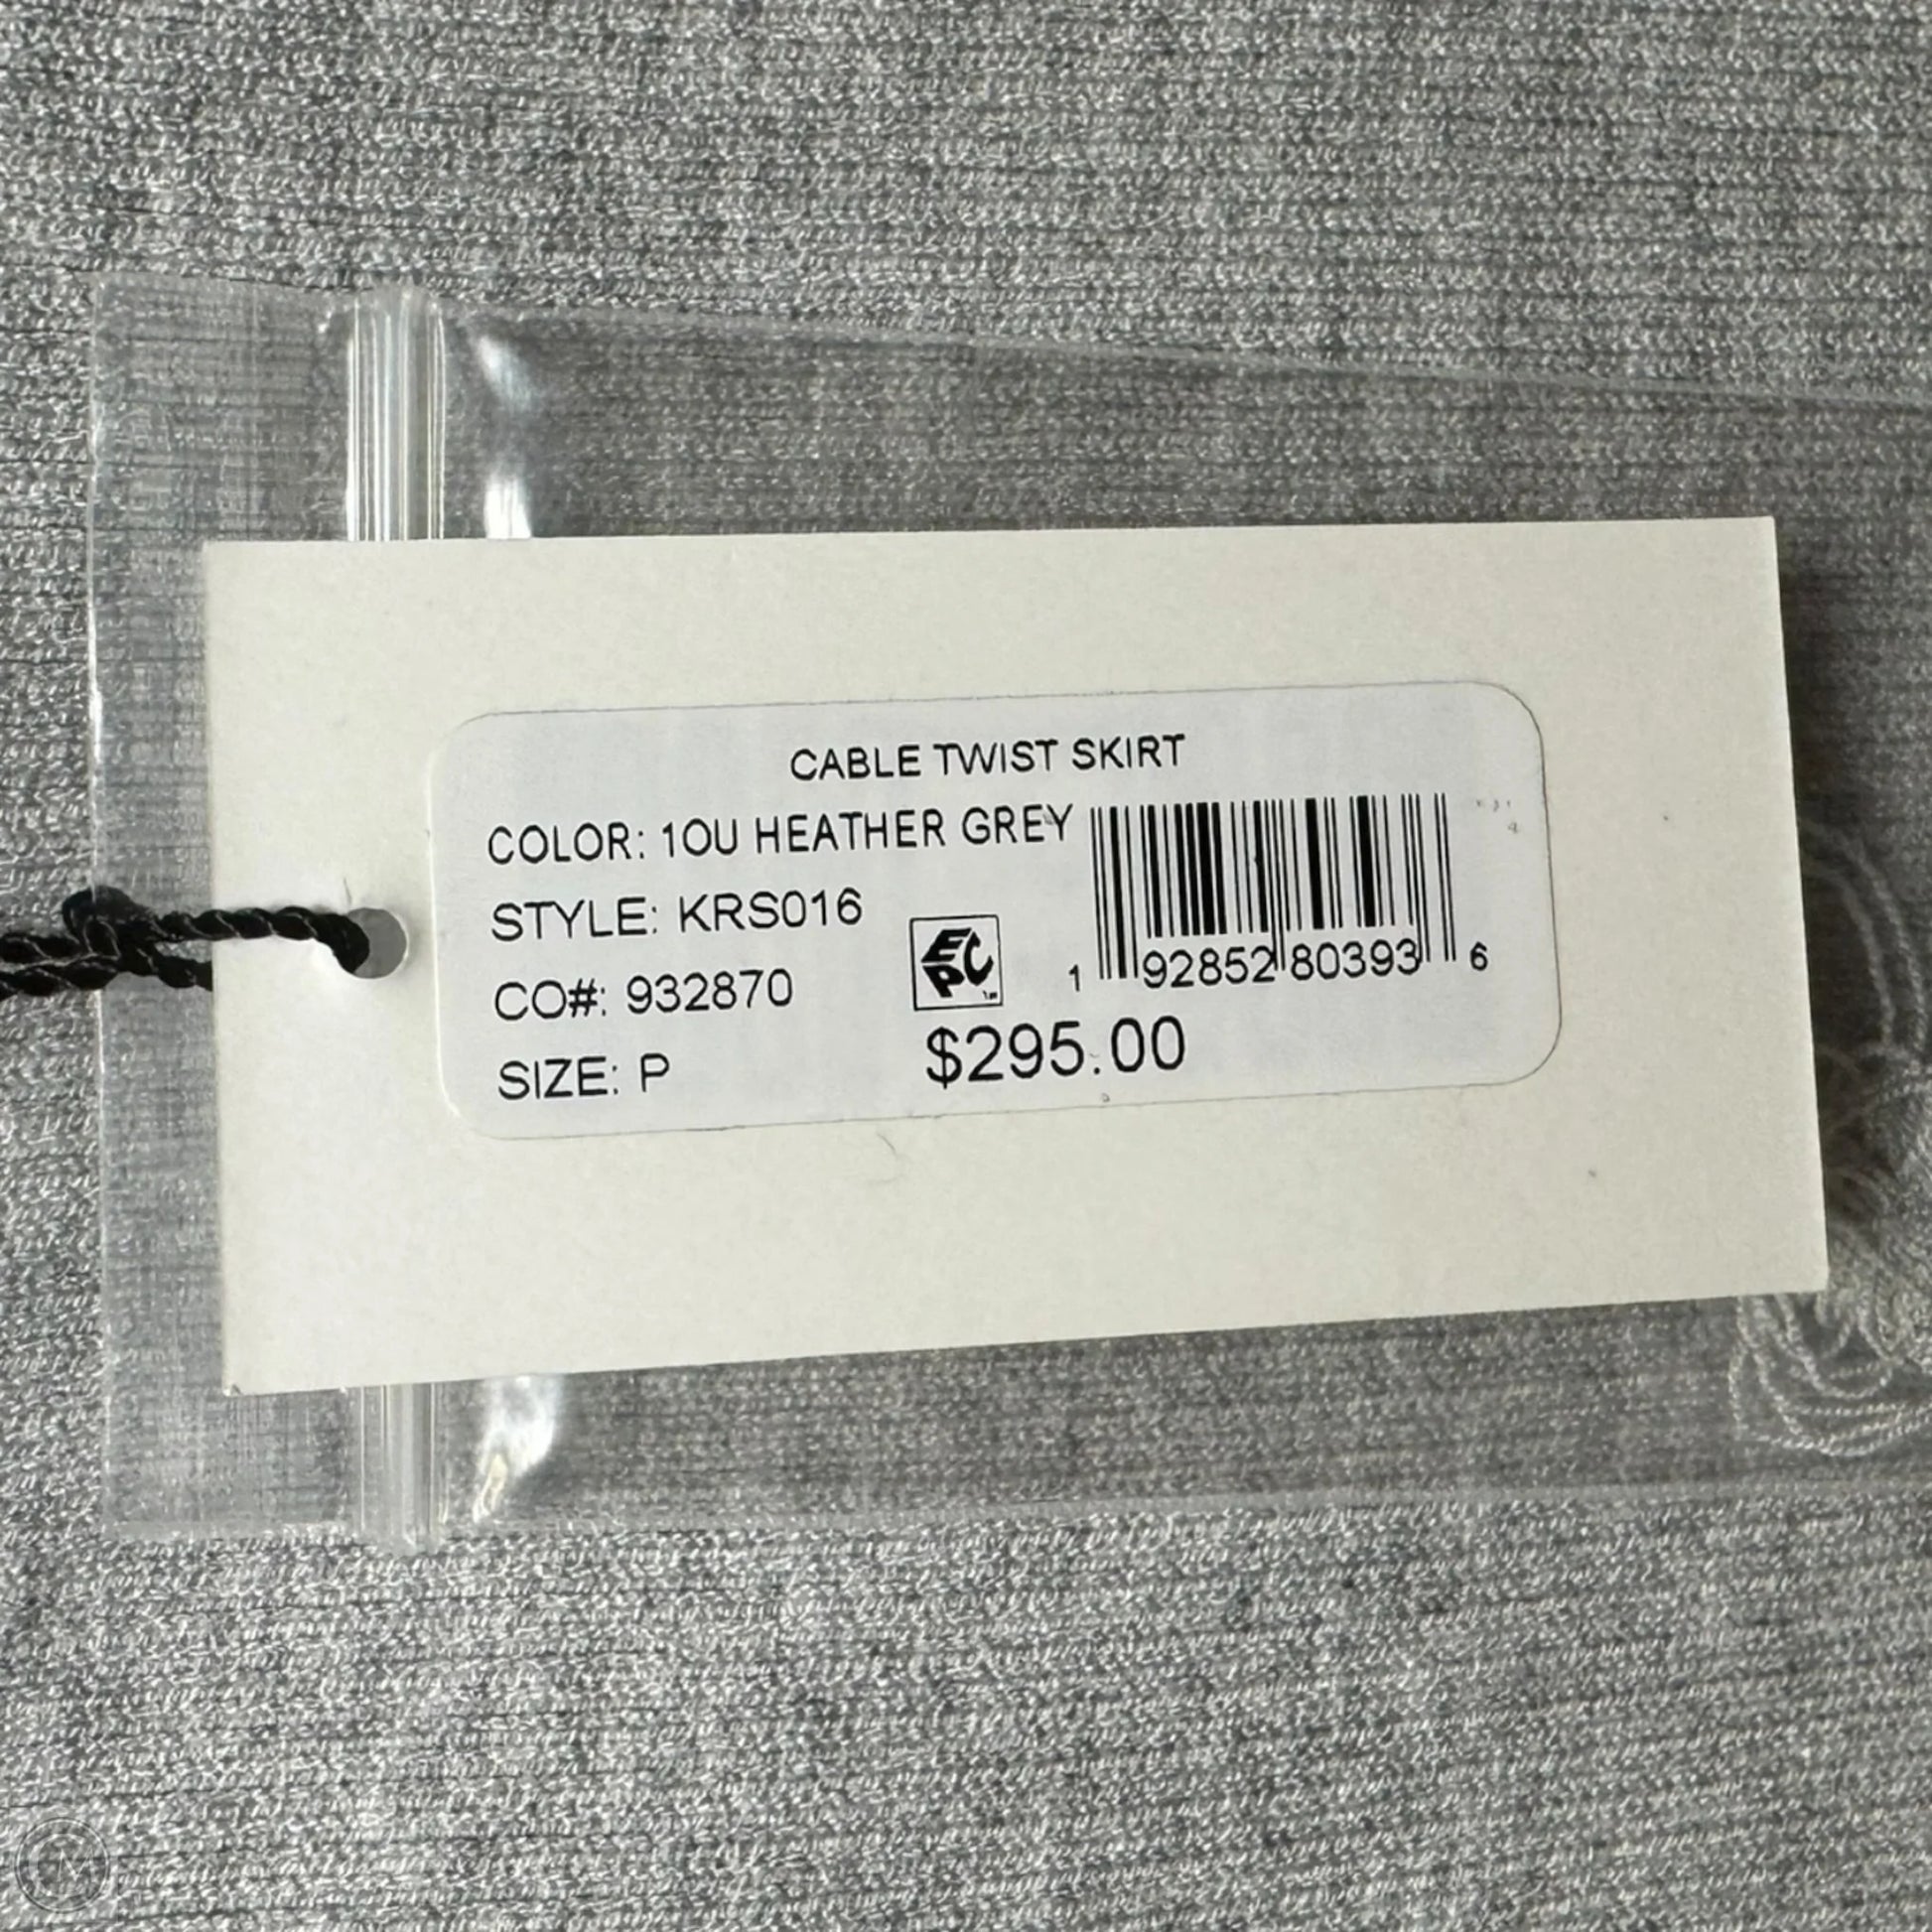 CABLE TWIST SKIRT
COLOR: 1OU HEATHER GREY
STYLE: KRS016
CO#: 932870
SIZE: P
EPC
1 92852 80393 6
$295.00